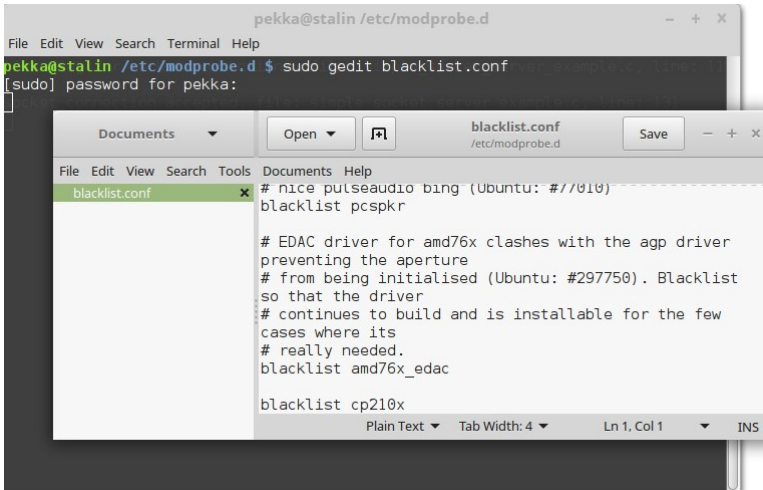 pekka@stalin /etc/modprobe.d
File Edit View Search Terminal Help
pekka@stalin /etc/modprobe.d $ sudo gedit blacklist.conf
[sudo] password for pekka:
Documents
Open
blacklist.conf
/etc/modprobe.d
Save
File Edit View Search Tools Documents Help
blacklist.conf
# nice pulseaudio bing (Ubuntu: #77010)
blacklist pcspkr
# EDAC driver for amd76x clashes with the agp driver
preventing the aperture
# from being initialised (Ubuntu: #297750). Blacklist
so that the driver
# continues to build and is installable for the few
cases where its
# really needed.
blacklist amd76x_edac
blacklist cp210x
Plain Text Tab Width: 4 Ln 1, Col 1 INS